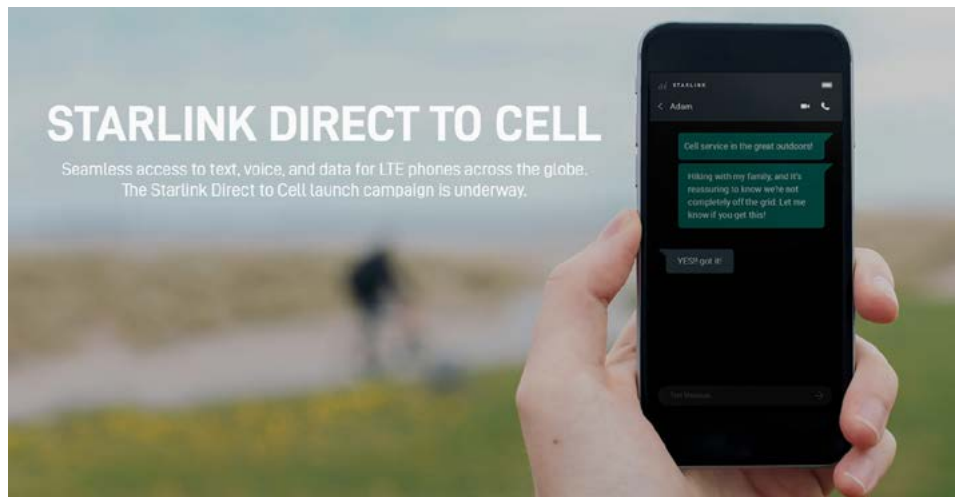 STARLINK DIRECT TO CELL
Seamless access to text, voice, and data for LTE phones across the globe.
The Starlink Direct to Cell launch campaign is underway.
STARLINK
Adam
Cell service in the great outdoors!
Hiking with my family, and it's
reassuring to know we're not
completely off the grid. Let me
know if you get this!
YES!! got it!
Text Message